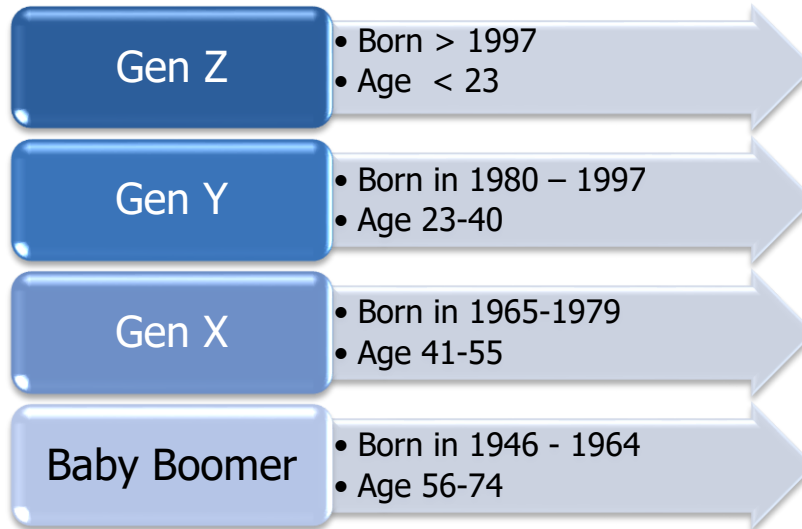 Gen Z
• Born > 1997
• Age < 23
Gen Y
• Born in 1980 – 1997
• Age 23-40
Gen X
• Born in 1965-1979
• Age 41-55
Baby Boomer
• Born in 1946 - 1964
• Age 56-74